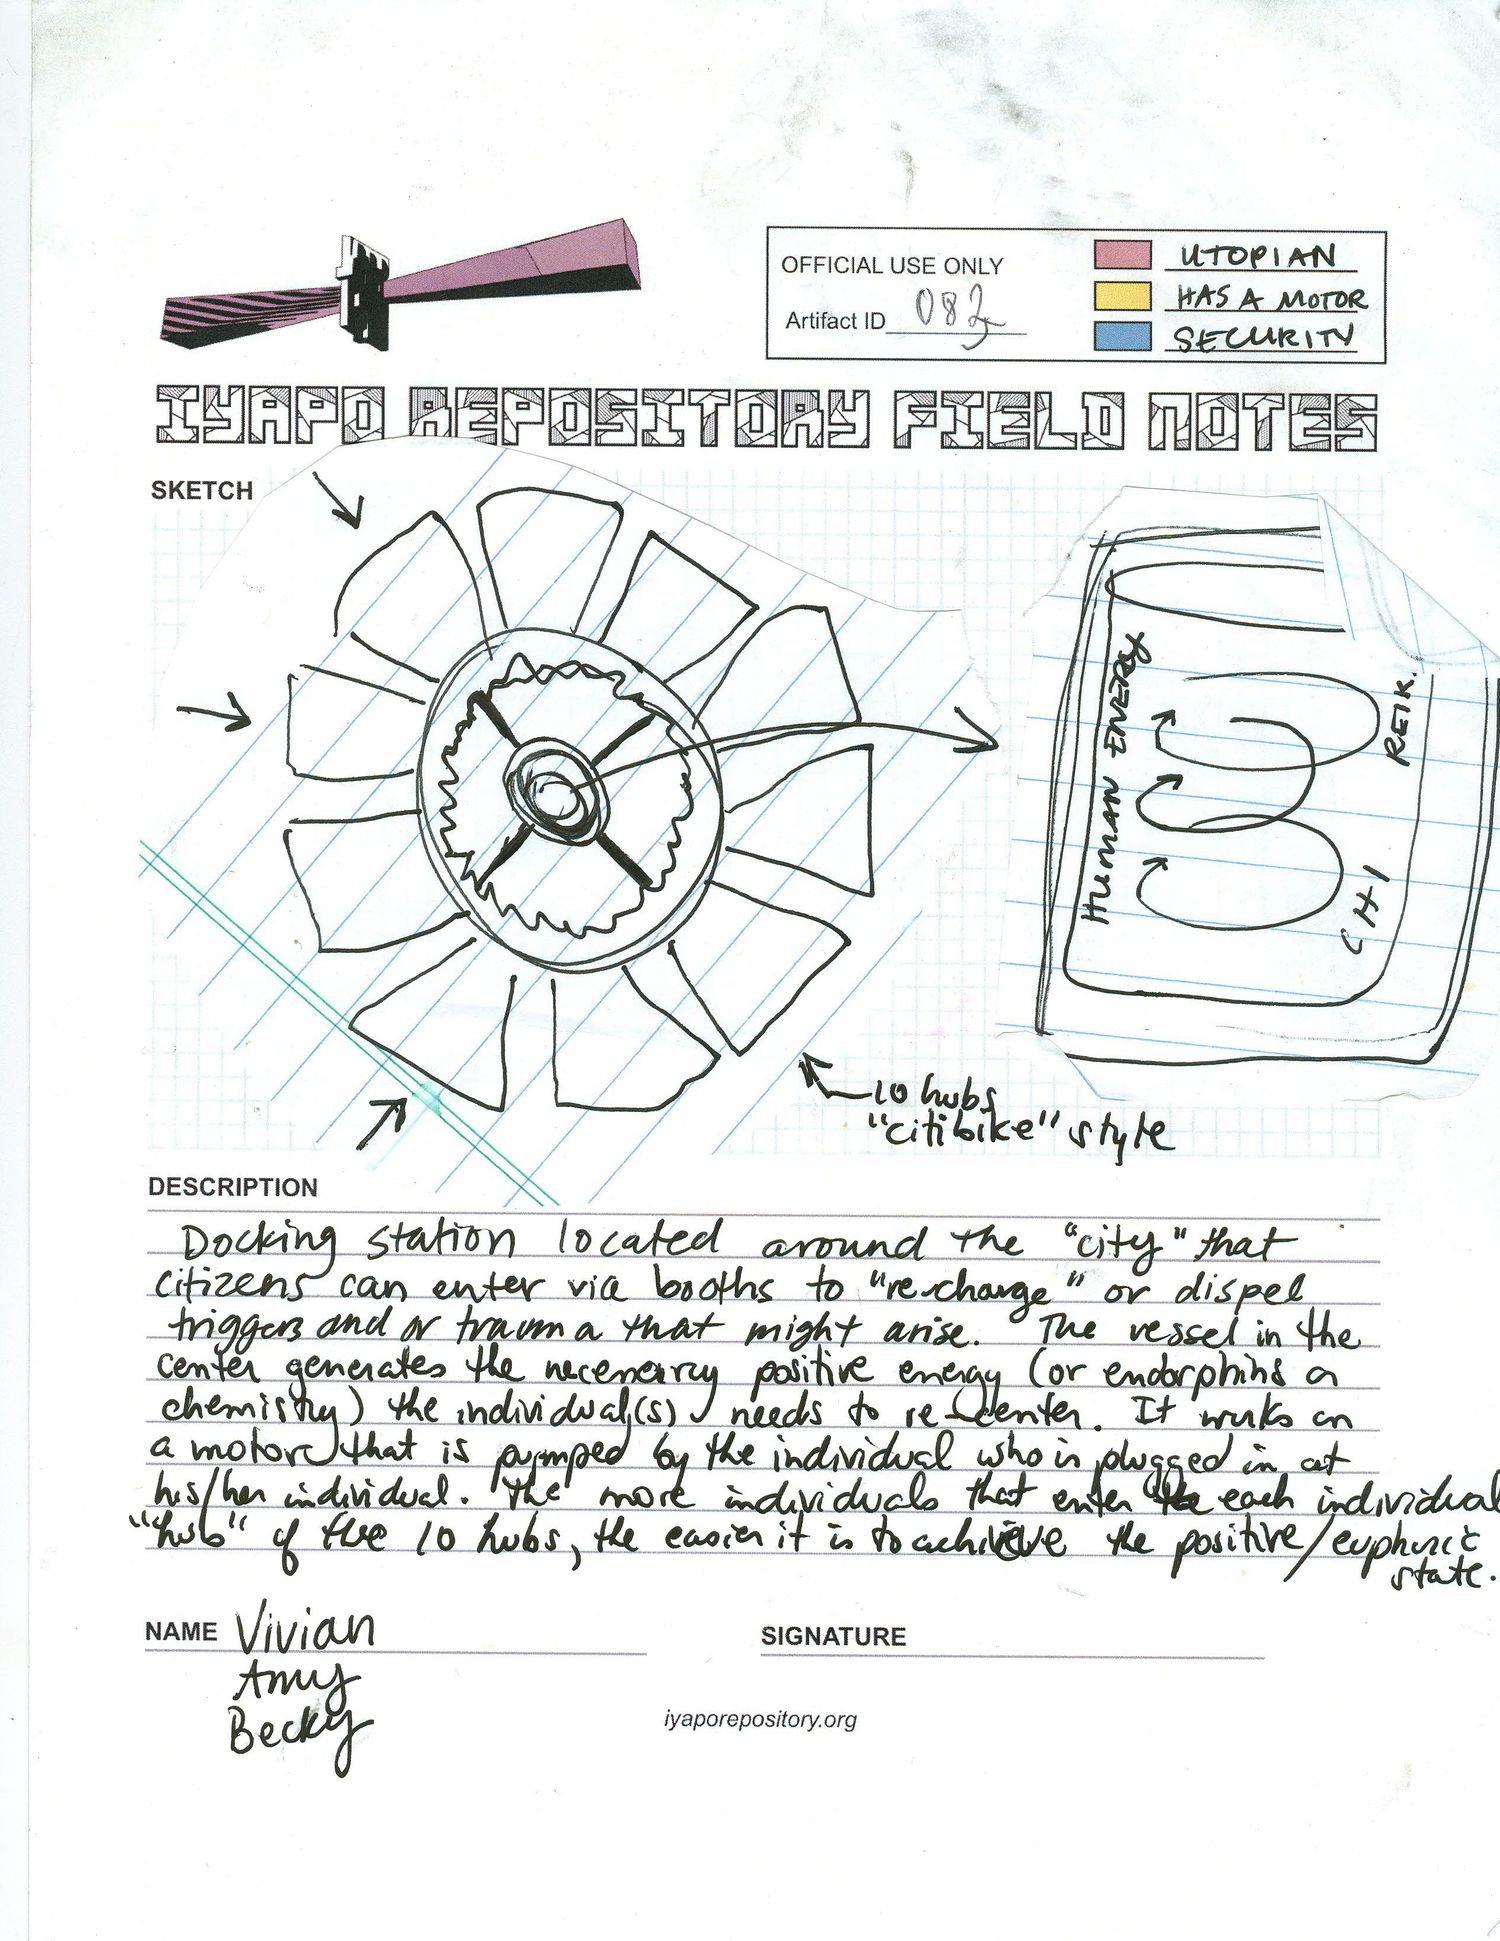 OFFICIAL USE ONLY
Artifact ID 082
UTOPIAN
HAS A MOTOR
SECURITY
IYAPO REPOSITORY FIELD NOTES
SKETCH
HUMAN ENERGY
REIK.
CHI
10 hubs
"citibike" style
DESCRIPTION
Docking station located around the "city" that
citizens can enter via booths to "re-charge" or dispel
triggers and or trauma that might arise. The vessel in the
center generates the necenerry positive energy (or endorphins or
chemistry) the individual(s) needs to re-center. It works on
a motor that is pumped by the individual who is plugged in at
his/her individual. The more individuals that enter the each individual
"hub" of the 10 hubs, the easier it is to achieve the positive/euphoric
state.
NAME Vivian
Amy
Becky
SIGNATURE
iyaporepository.org